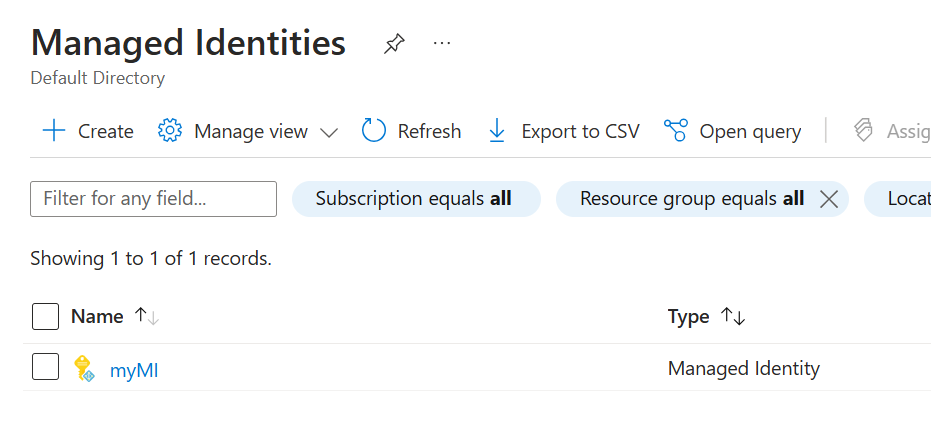 Managed Identities
Default Directory
Create Manage view Refresh Export to CSV Open query Assig
Filter for any field... Subscription equals all Resource group equals all Locat
Showing 1 to 1 of 1 records.
Name Type
myMI Managed Identity